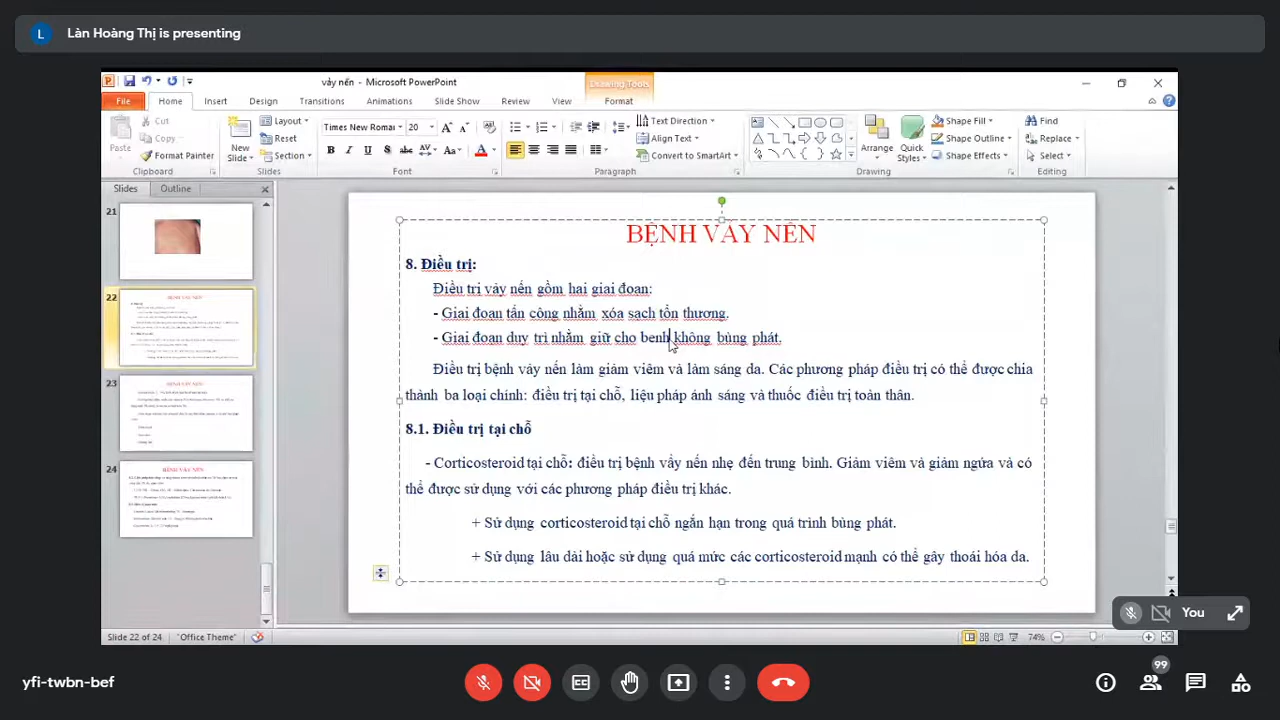 L
Làn Hoàng Thị is presenting
vảy nến - Microsoft PowerPoint
Drawing Tools
File Home Insert Design Transitions Animations Slide Show Review View Format
Paste
Cut
Copy
Format Painter
Clipboard
New Slide
Layout
Reset
Section
Slides
Times New Roman 20
Font
Text Direction
Align Text
Convert to SmartArt
Paragraph
Arrange
Quick Styles
Shape Fill
Shape Outline
Shape Effects
Drawing
Find
Replace
Select
Editing
Slides Outline
21
22
23
24
BỆNH VẢY NẾN
8. Điều trị:
Điều trị vảy nến gồm hai giai đoạn:
- Giai đoạn tấn công nhằm xóa sạch tổn thương.
- Giai đoạn duy trì nhằm giữ cho benh không bùng phát.
Điều trị bệnh vảy nến làm giảm viêm và làm sáng da. Các phương pháp điều trị có thể được chia
thành ba loại chính: điều trị tại chỗ, liệu pháp ánh sáng và thuốc điều trị toàn thân.
8.1. Điều trị tại chỗ
- Corticosteroid tại chỗ: điều trị bệnh vảy nến nhẹ đến trung bình. Giảm viêm và giảm ngứa và có
thể được sử dụng với các phương pháp điều trị khác.
+ Sử dụng corticosteroid tại chỗ ngắn hạn trong quá trình bùng phát.
+ Sử dụng lâu dài hoặc sử dụng quá mức các corticosteroid mạnh có thể gây thoái hóa da.
Slide 22 of 24
"Office Theme"
74%
You
yfi-twbn-bef
99